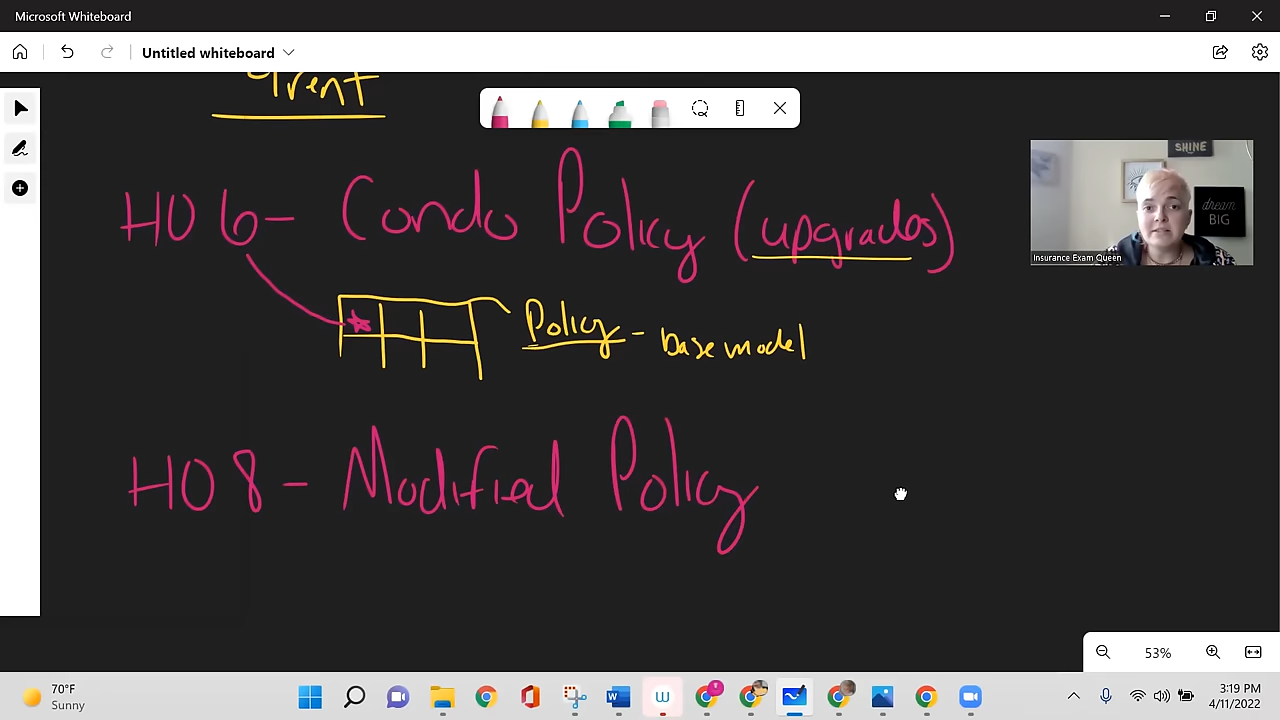 Microsoft Whiteboard
Untitled whiteboard
rent
HO 6 - Condo Policy (upgrades)
Policy - base model
HO 8 - Modified Policy
SHINE
dream
BIG
Insurance Exam Queen
53%
70°F
Sunny
W
3:19 PM
4/11/2022